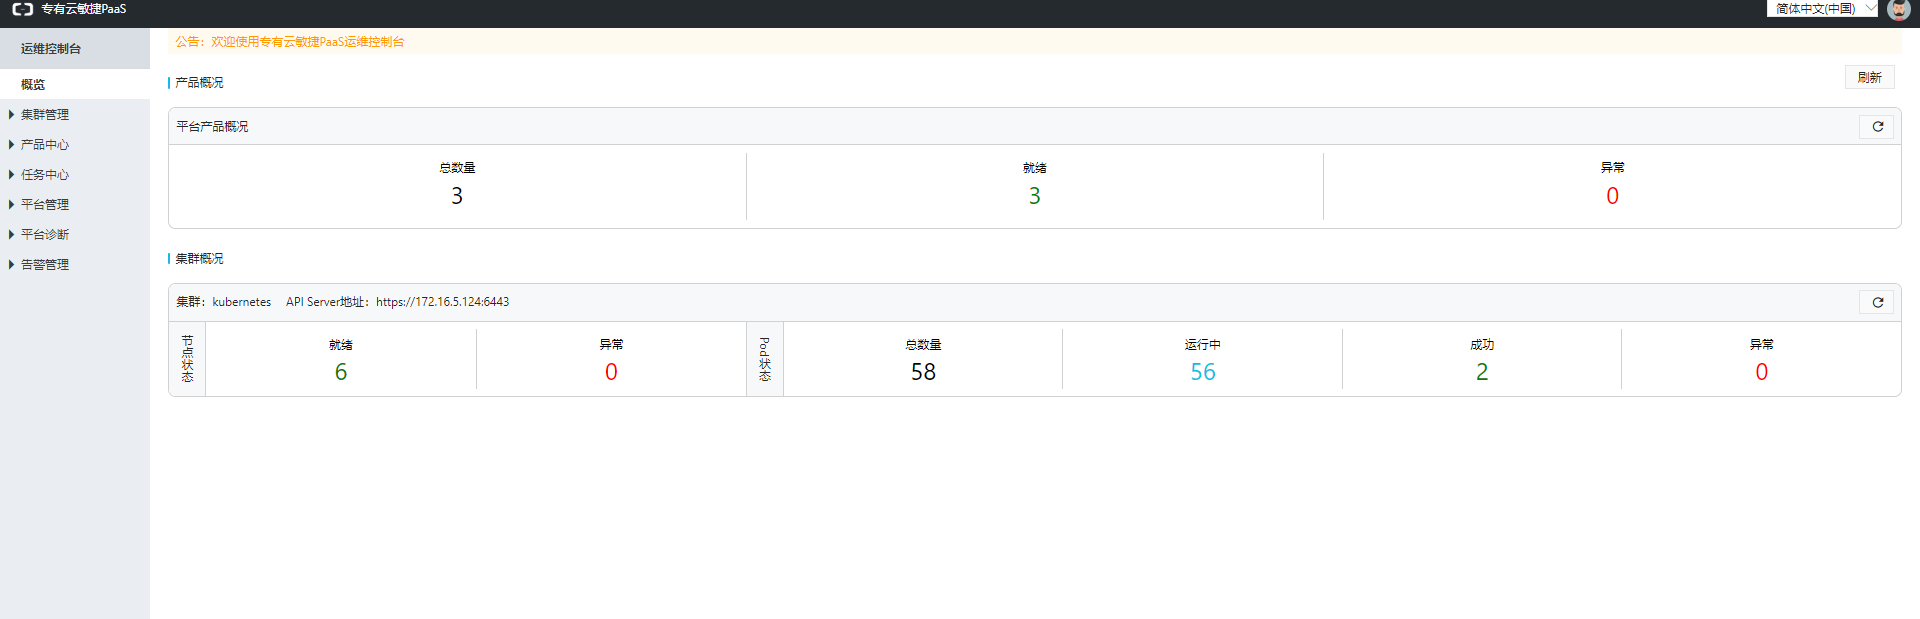 专有云敏捷PaaS
简体中文(中国)
运维控制台
概览
集群管理
产品中心
任务中心
平台管理
平台诊断
告警管理
公告：欢迎使用专有云敏捷PaaS运维控制台
产品概况
刷新
平台产品概况
总数量
3
就绪
3
异常
0
集群概况
集群：kubernetes API Server地址：https://172.16.5.124:6443
节点状态
就绪
6
异常
0
Pod状态
总数量
58
运行中
56
成功
2
异常
0